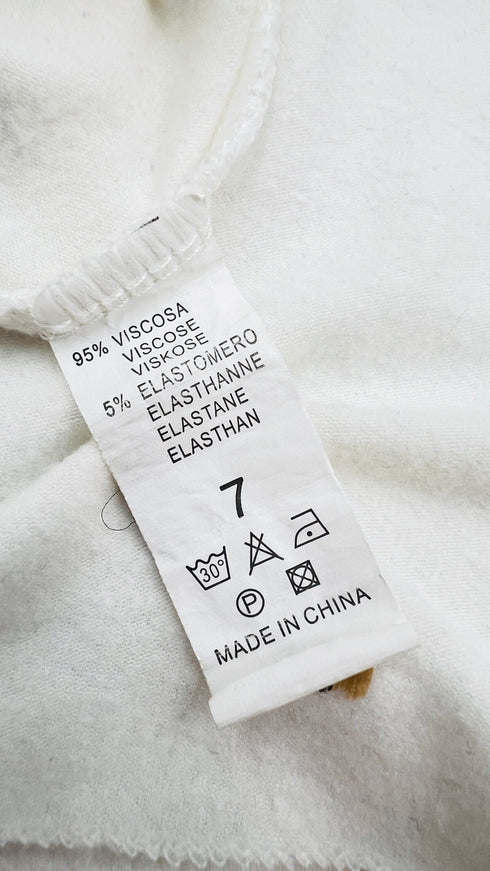 95% VISCOSA
VISCOSE
VISKOSE
5% ELASTOMERO
ELASTHANNE
ELASTANE
ELASTHAN
7
30°
P
MADE IN CHINA